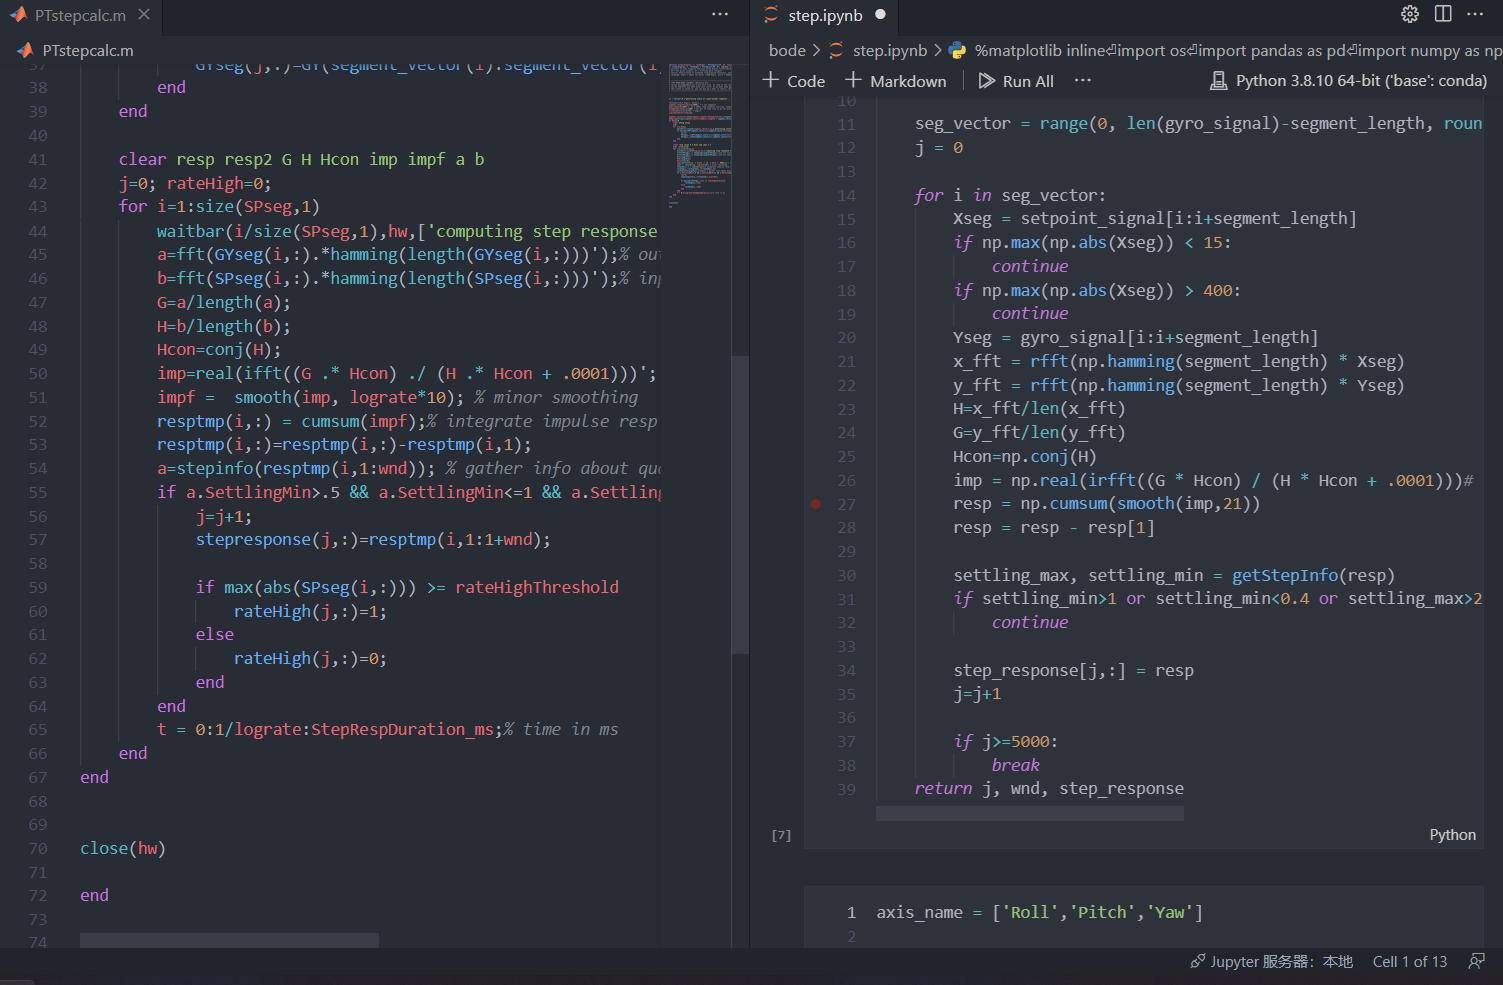 PTstepcalc.m
PTstepcalc.m
37 GYseg(j,:)=GY(segment_vector(i):segment_vector(i
38 end
39 end
40
41 clear resp resp2 G H Hcon imp impf a b
42 j=0; rateHigh=0;
43 for i=1:size(SPseg,1)
44 waitbar(i/size(SPseg,1),hw,['computing step response
45 a=fft(GYseg(i,:).*hamming(length(GYseg(i,:)))');% ou
46 b=fft(SPseg(i,:).*hamming(length(SPseg(i,:)))');% in
47 G=a/length(a);
48 H=b/length(b);
49 Hcon=conj(H);
50 imp=real(ifft((G .* Hcon) ./ (H .* Hcon + .0001)))';
51 impf =  smooth(imp, lograte*10); % minor smoothing
52 resptmp(i,:) = cumsum(impf);% integrate impulse resp
53 resptmp(i,:)=resptmp(i,:)-resptmp(i,1);
54 a=stepinfo(resptmp(i,1:wnd)); % gather info about qu
55 if a.SettlingMin>.5 && a.SettlingMin<=1 && a.Settlin
56 j=j+1;
57 stepresponse(j,:)=resptmp(i,1:1+wnd);
58
59 if max(abs(SPseg(i,:))) >= rateHighThreshold
60 rateHigh(j,:)=1;
61 else
62 rateHigh(j,:)=0;
63 end
64 end
65 t = 0:1/lograte:StepRespDuration_ms;% time in ms
66 end
67 end
68
69
70 close(hw)
71
72 end
73
74
step.ipynb
bode > step.ipynb > %matplotlib inline⏎import os⏎import pandas as pd⏎import numpy as np
+ Code + Markdown Run All ··· Python 3.8.10 64-bit ('base': conda)
10
11 seg_vector = range(0, len(gyro_signal)-segment_length, roun
12 j = 0
13
14 for i in seg_vector:
15 Xseg = setpoint_signal[i:i+segment_length]
16 if np.max(np.abs(Xseg)) < 15:
17 continue
18 if np.max(np.abs(Xseg)) > 400:
19 continue
20 Yseg = gyro_signal[i:i+segment_length]
21 x_fft = rfft(np.hamming(segment_length) * Xseg)
22 y_fft = rfft(np.hamming(segment_length) * Yseg)
23 H=x_fft/len(x_fft)
24 G=y_fft/len(y_fft)
25 Hcon=np.conj(H)
26 imp = np.real(irfft((G * Hcon) / (H * Hcon + .0001)))#
27 resp = np.cumsum(smooth(imp,21))
28 resp = resp - resp[1]
29
30 settling_max, settling_min = getStepInfo(resp)
31 if settling_min>1 or settling_min<0.4 or settling_max>2
32 continue
33
34 step_response[j,:] = resp
35 j=j+1
36
37 if j>=5000:
38 break
39 return j, wnd, step_response
[7]
Python
1 axis_name = ['Roll','Pitch','Yaw']
2
Jupyter 服务器: 本地 Cell 1 of 13